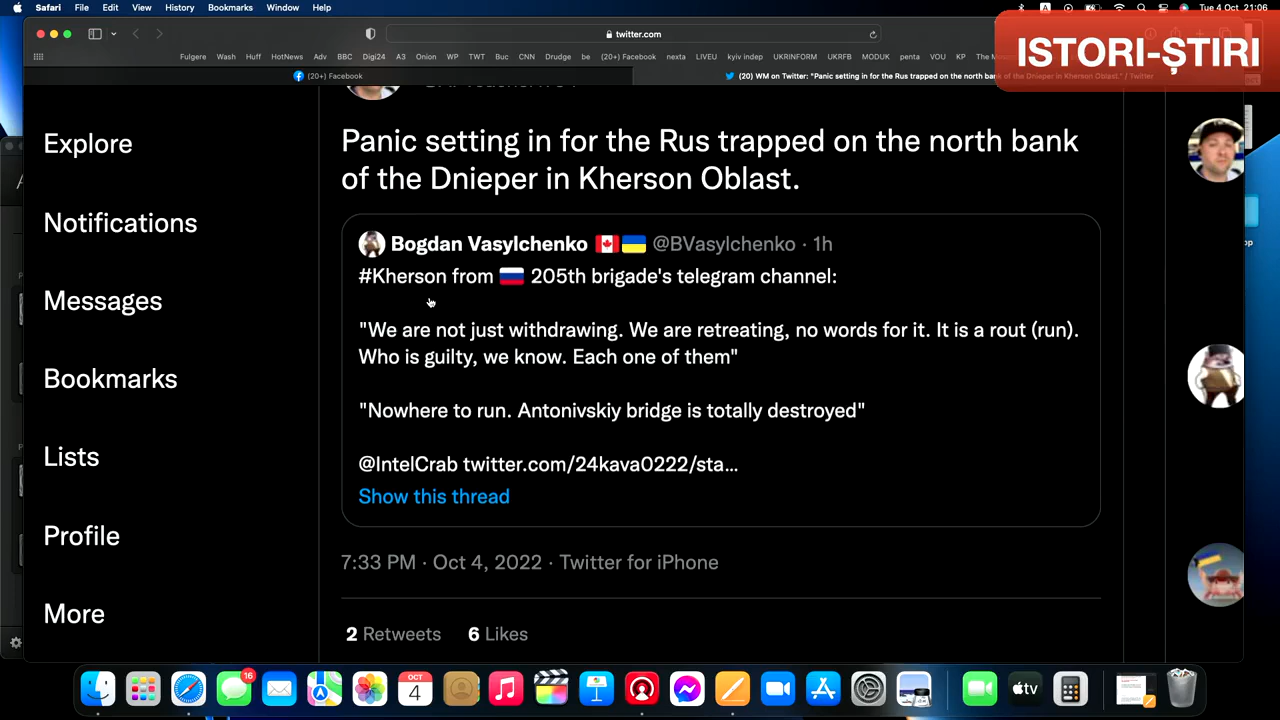 Safari File Edit View History Bookmarks Window Help
Tue 4 Oct 21:06
twitter.com
ISTORI-ȘTIRI
Fulgere Wash Huff HotNews Adv BBC Digi24 A3 Onion WP TWT Buc CNN Drudge be (20+) Facebook nexta LIVEU kyiv indep UKRINFORM UKRFB MODUK penta VOU KP The
(20+) Facebook
(20) WM on Twitter: "Panic setting in for the Rus trapped on the north bank of the Dnieper in Kherson Oblast." / Twitter
Explore
Notifications
Messages
Bookmarks
Lists
Profile
More
Panic setting in for the Rus trapped on the north bank
of the Dnieper in Kherson Oblast.
Bogdan Vasylchenko 🇨🇦🇺🇦 @BVasylchenko · 1h
#Kherson from 🇷🇺 205th brigade's telegram channel:
"We are not just withdrawing. We are retreating, no words for it. It is a rout (run).
Who is guilty, we know. Each one of them"
"Nowhere to run. Antonivskiy bridge is totally destroyed"
@IntelCrab twitter.com/24kava0222/sta…
Show this thread
7:33 PM · Oct 4, 2022 · Twitter for iPhone
2 Retweets 6 Likes
OCT
4
16
tv